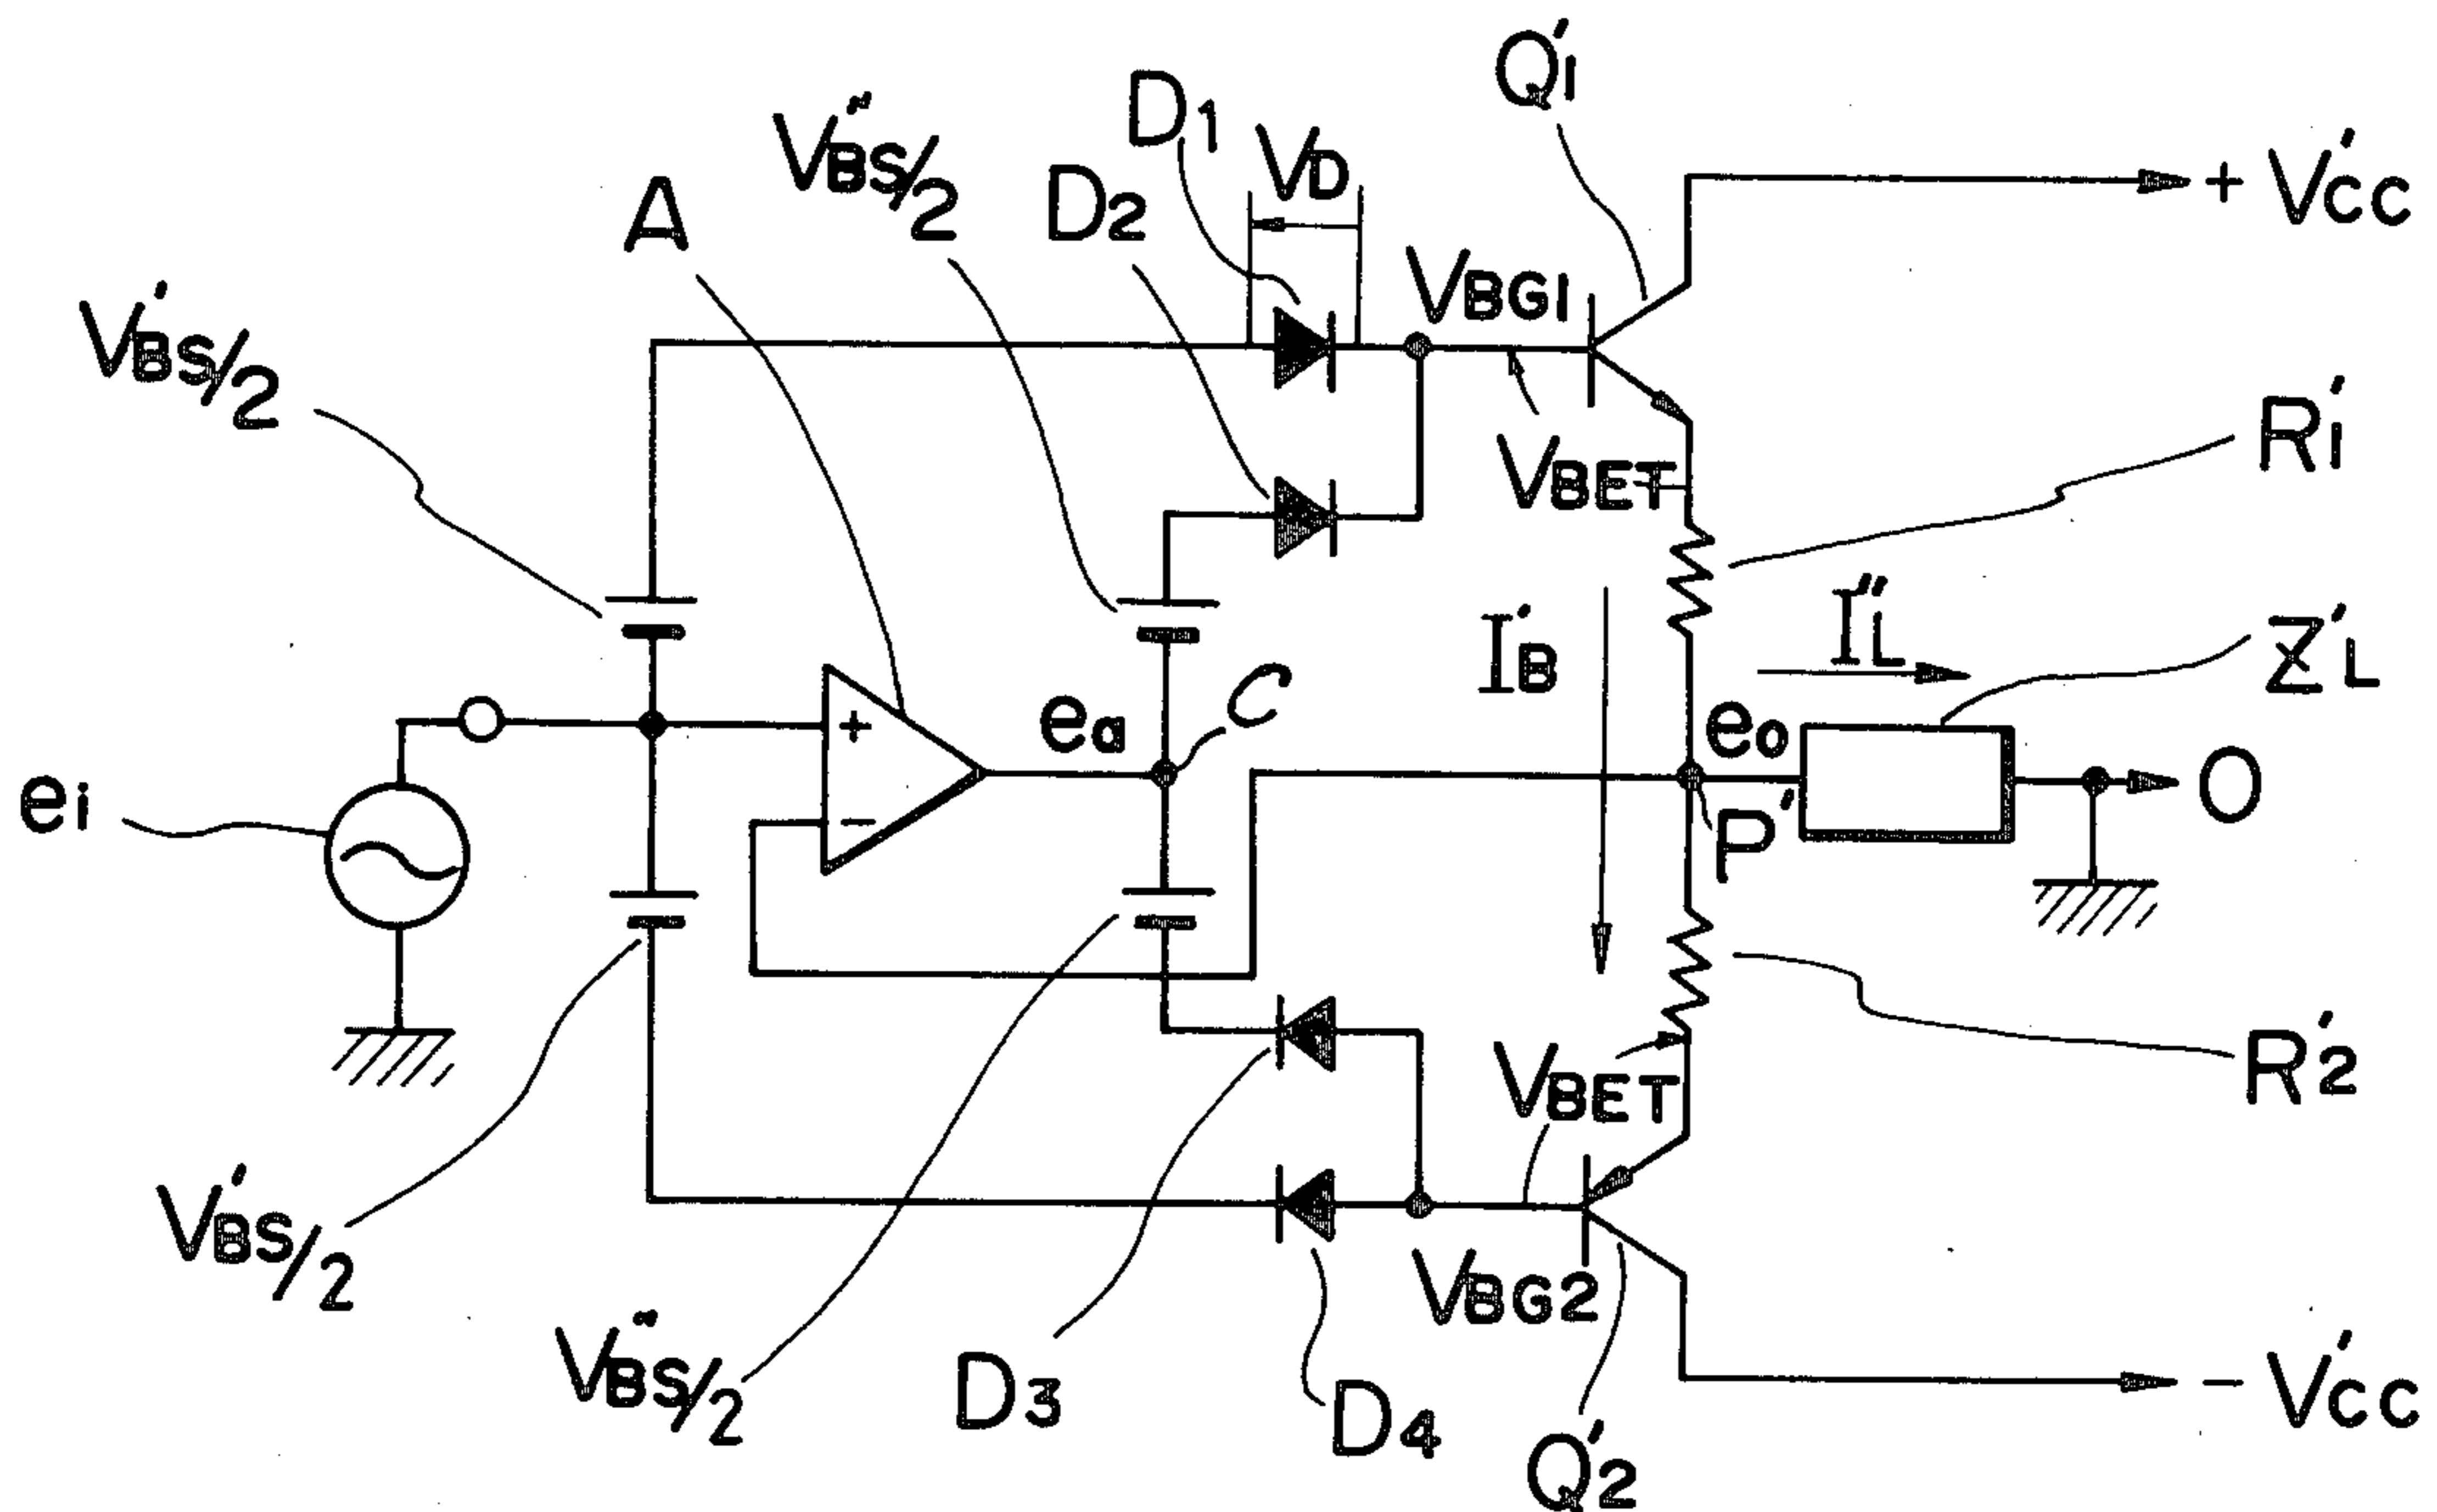 Q'1
D1
V"BS/2
VD
+ V'CC
A
D2
VBG1
V'BS/2
R'1
VBET
I"L
I'B
Z'L
C
ea
eo
+
ei
−
O
P'
VBET
R'2
V'BS/2
VBG2
V"BS/2
D3
D4
− V'CC
Q'2